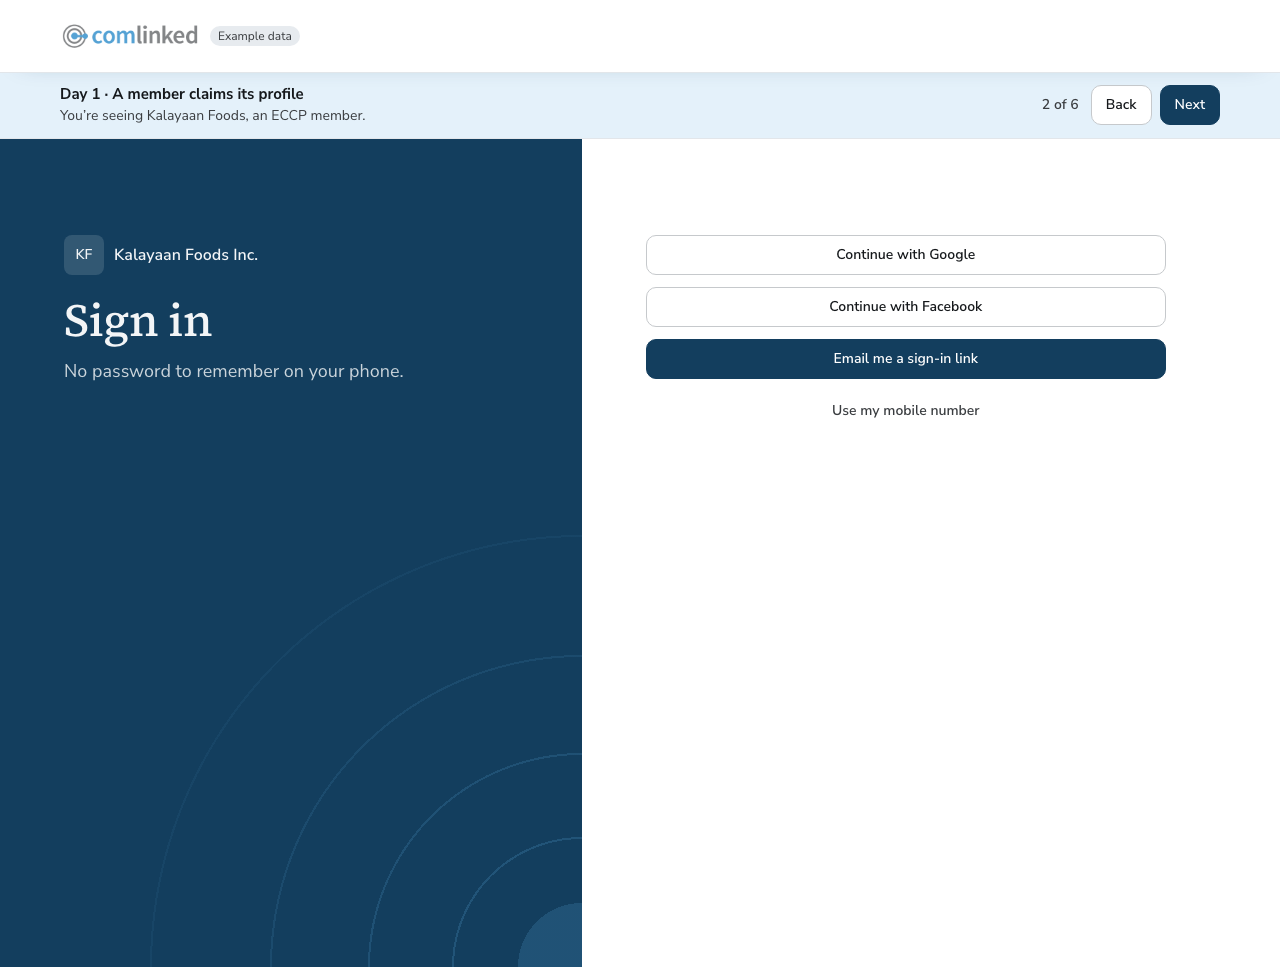 comlinked
Example data
Day 1 · A member claims its profile
You’re seeing Kalayaan Foods, an ECCP member.
2 of 6
Back
Next
KF
Kalayaan Foods Inc.
Sign in
No password to remember on your phone.
Continue with Google
Continue with Facebook
Email me a sign-in link
Use my mobile number